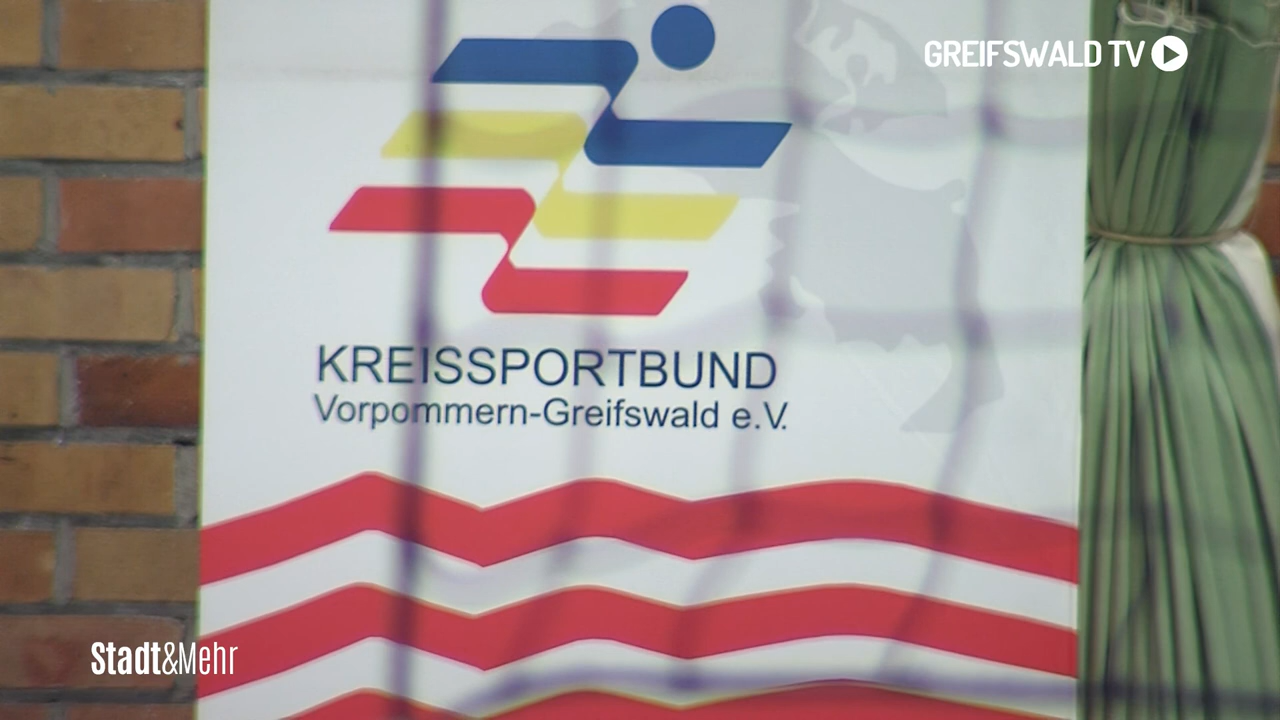 GREIFSWALD TV
KREISSPORTBUND
Vorpommern-Greifswald e.V.
Stadt&Mehr